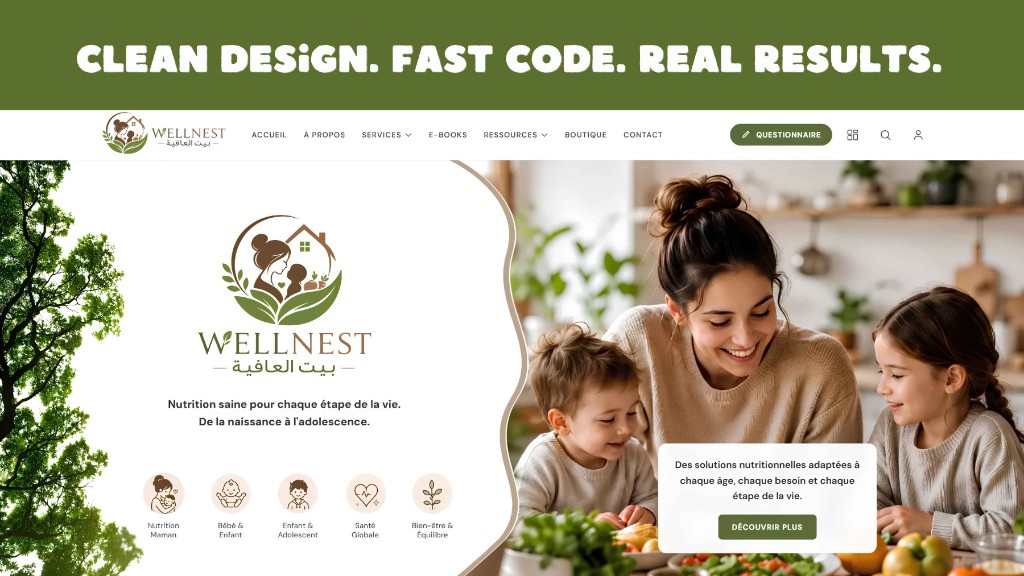 CLEAN DESIGN. FAST CODE. REAL RESULTS.
WELLNEST
بيت العافية
ACCUEIL À PROPOS SERVICES E-BOOKS RESSOURCES BOUTIQUE CONTACT
QUESTIONNAIRE
WELLNEST
بيت العافية
Nutrition saine pour chaque étape de la vie.
De la naissance à l'adolescence.
Nutrition
Maman
Bébé &
Enfant
Enfant &
Adolescent
Santé
Globale
Bien-être &
Équilibre
Des solutions nutritionnelles adaptées à
chaque âge, chaque besoin et chaque
étape de la vie.
DÉCOUVRIR PLUS